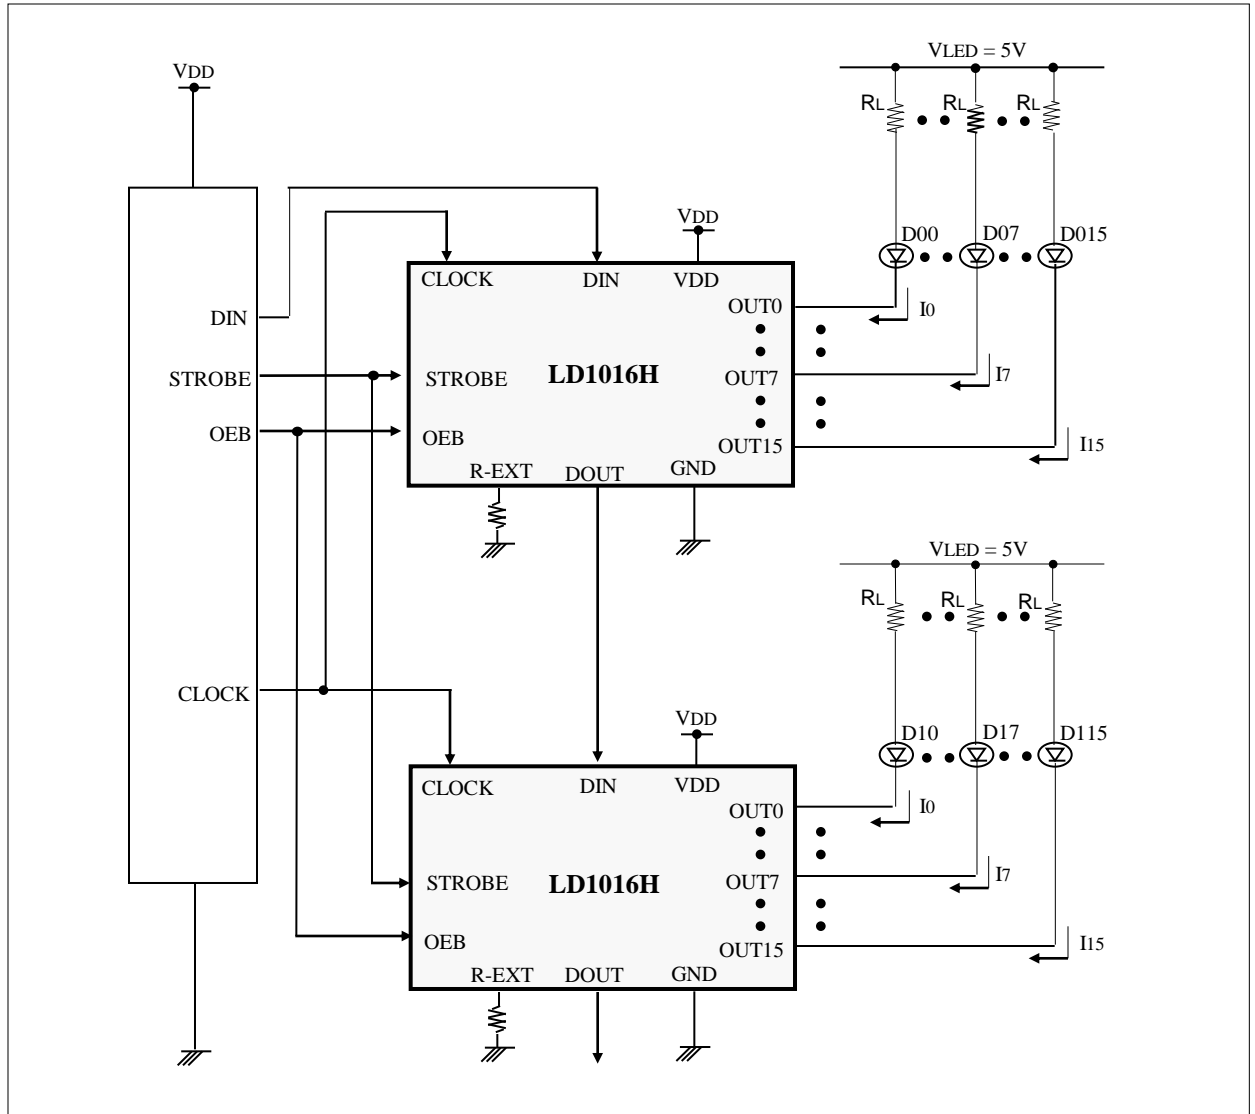 VDD
DIN
STROBE
OEB
CLOCK
VDD
CLOCK DIN VDD
STROBE
OEB
LD1016H
OUT0
OUT7
OUT15
R-EXT DOUT GND
VLED = 5V
RL RL RL
D00 D07 D015
I0
I7
I15
VDD
CLOCK DIN VDD
STROBE
OEB
LD1016H
OUT0
OUT7
OUT15
R-EXT DOUT GND
VLED = 5V
RL RL RL
D10 D17 D115
I0
I7
I15